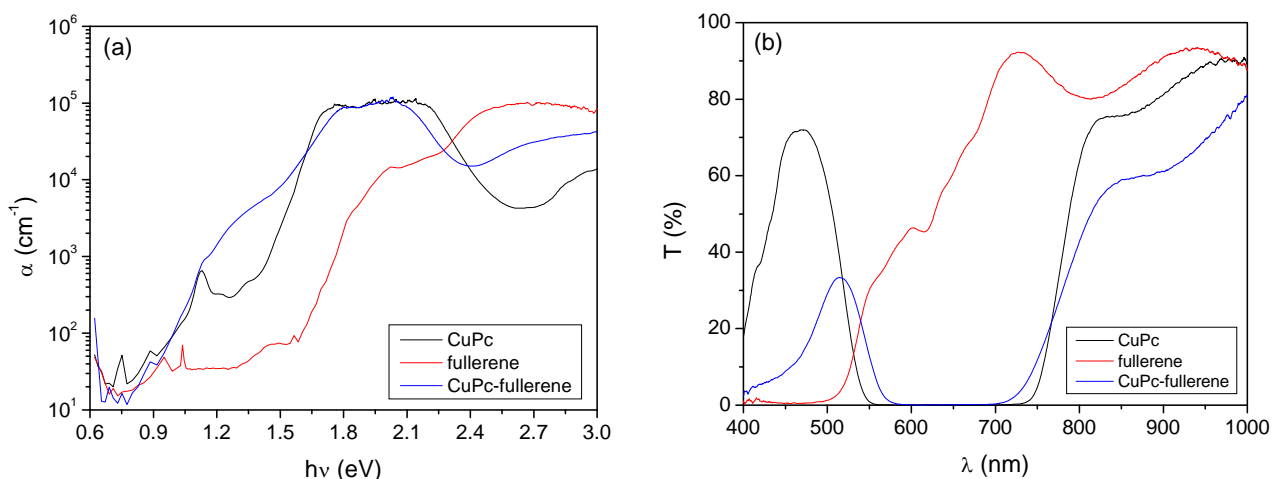 (a)
10^6
10^5
10^4
10^3
10^2
10^1
α (cm^-1)
0.6 0.9 1.2 1.5 1.8 2.1 2.4 2.7 3.0
hν (eV)
CuPc
fullerene
CuPc-fullerene
(b)
100
80
60
40
20
0
T (%)
400 500 600 700 800 900 1000
λ (nm)
CuPc
fullerene
CuPc-fullerene